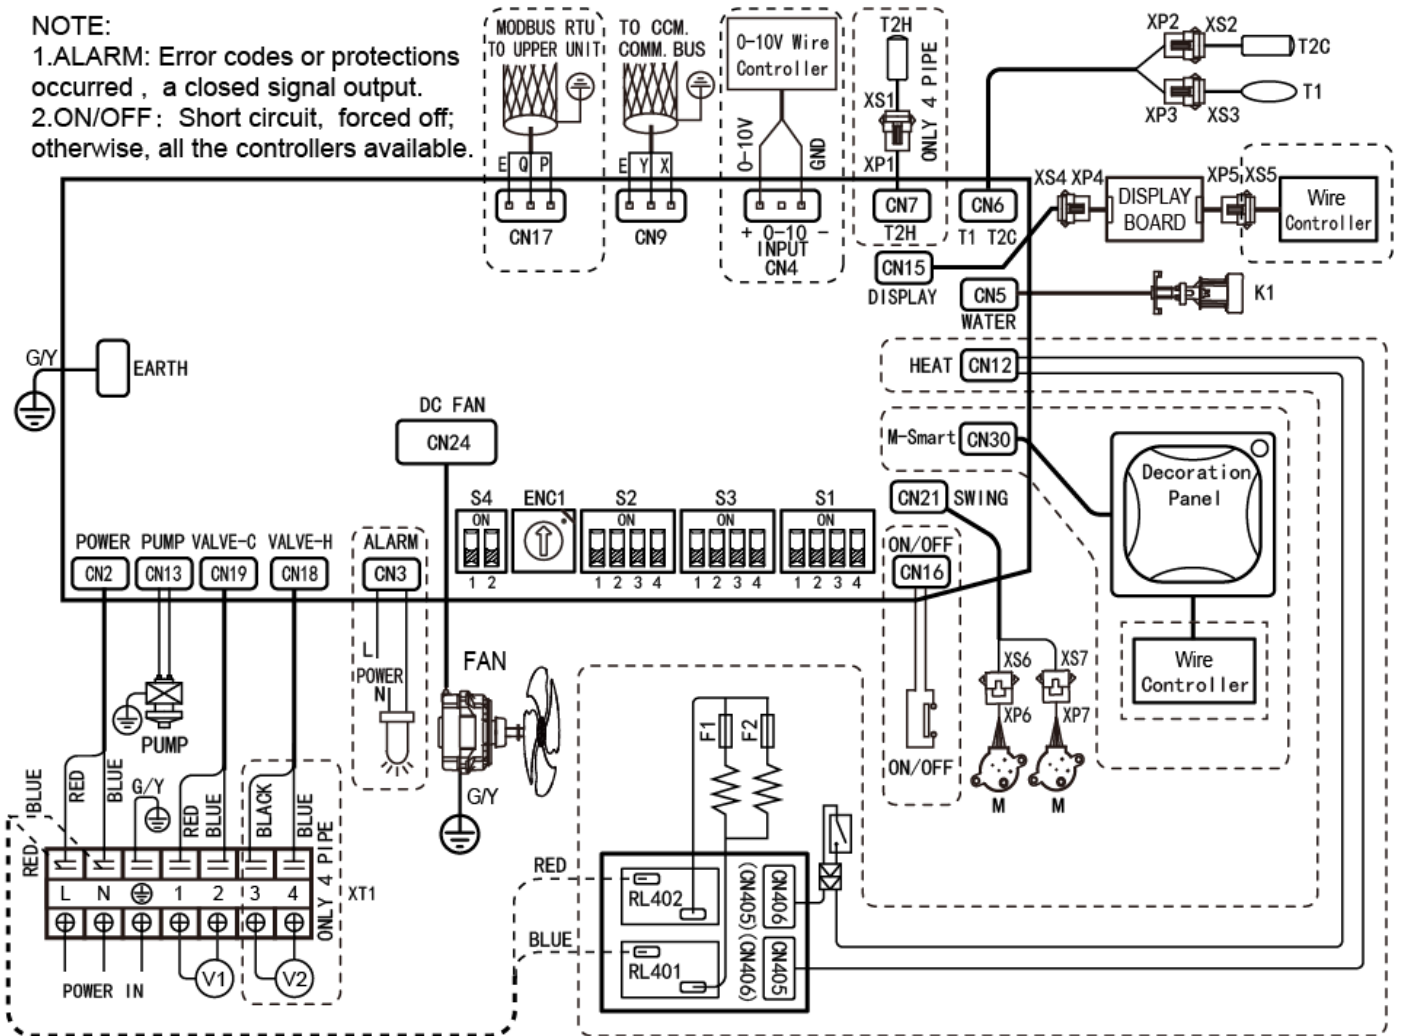 NOTE:
1.ALARM: Error codes or protections
occurred , a closed signal output.
2.ON/OFF: Short circuit, forced off;
otherwise, all the controllers available.
MODBUS RTU
TO UPPER UNIT
E Q P
CN17
TO CCM.
COMM. BUS
E Y X
CN9
0-10V Wire
Controller
0-10V
GND
+ 0-10 -
INPUT
CN4
T2H
XS1
XP1
ONLY 4 PIPE
CN7
T2H
XP2 XS2
T2C
T1
XP3 XS3
CN6
T1 T2C
XS4 XP4
DISPLAY
BOARD
XP5 XS5
Wire
Controller
CN15
DISPLAY
CN5
WATER
K1
G/Y
EARTH
HEAT CN12
DC FAN
CN24
M-Smart CN30
Decoration
Panel
Wire
Controller
CN21 SWING
S4
ON
1 2
ENC1
S2
ON
1 2 3 4
S3
ON
1 2 3 4
S1
ON
1 2 3 4
POWER PUMP VALVE-C VALVE-H
CN2 CN13 CN19 CN18
ALARM
CN3
L
POWER
N
ON/OFF
CN16
ON/OFF
FAN
G/Y
PUMP
XS6 XS7
XP6 XP7
M M
F1 F2
BLUE
RED
RED
BLUE
G/Y
RED
BLUE
BLACK
BLUE
L N 1 2 3 4
ONLY 4 PIPE
XT1
POWER IN
V1 V2
RED
BLUE
RL402
RL401
(CN405)
CN406
(CN406)
CN405